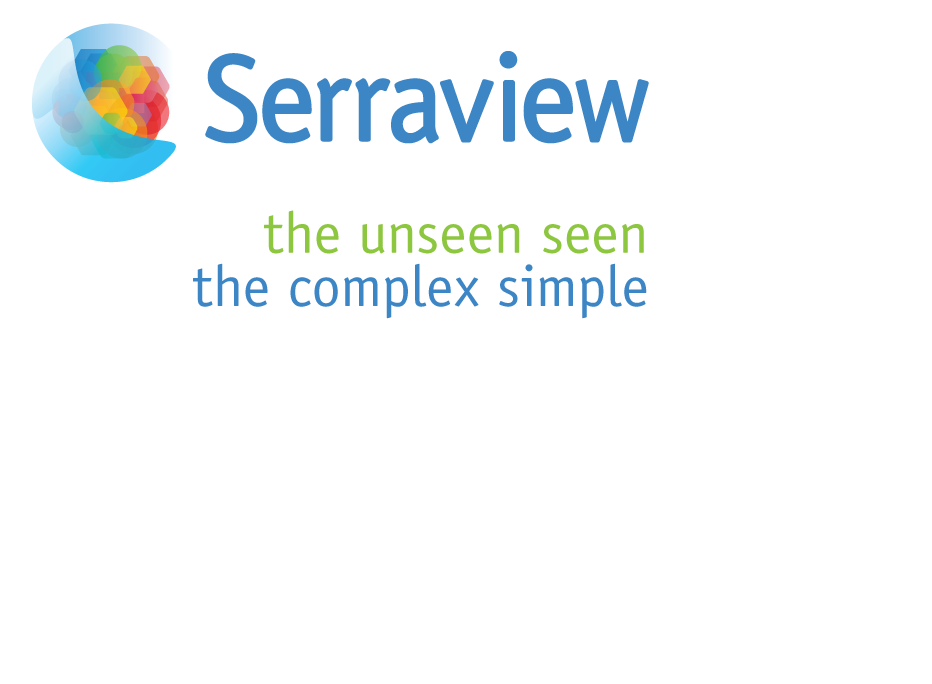 Serraview
the unseen seen
the complex simple